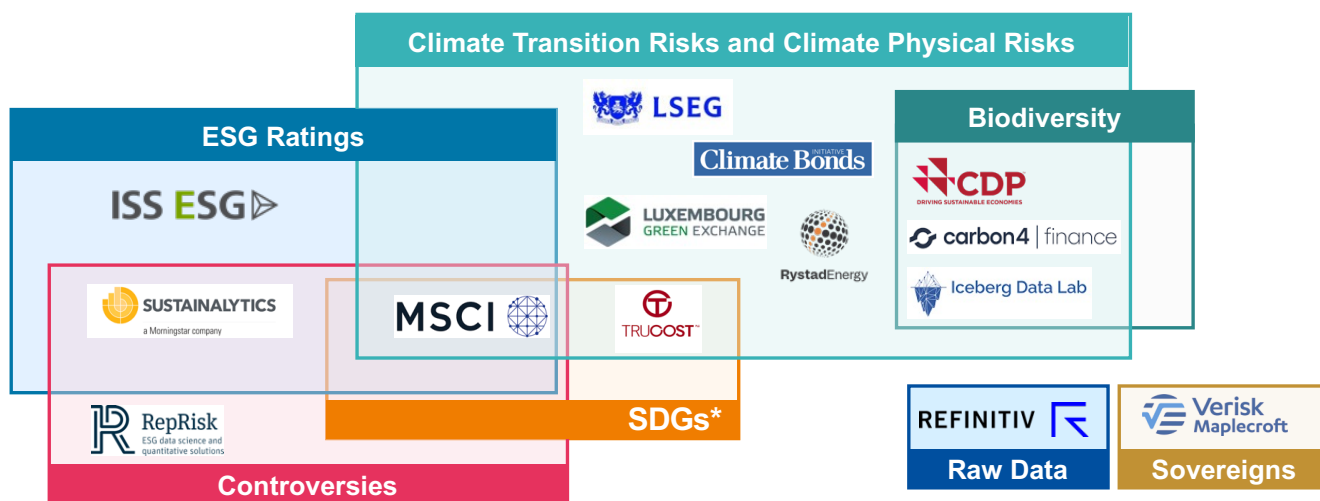 Climate Transition Risks and Climate Physical Risks
LSEG
Biodiversity
ESG Ratings
INITIATIVE
Climate Bonds
CDP
DRIVING SUSTAINABLE ECONOMIES
ISS ESG
LUXEMBOURG
GREEN EXCHANGE
carbon4 | finance
RystadEnergy
Iceberg Data Lab
SUSTAINALYTICS
a Morningstar company
MSCI
TRUCOST™
SDGs*
RepRisk
ESG data science and
quantitative solutions
Controversies
REFINITIV
Raw Data
Verisk
Maplecroft
Sovereigns